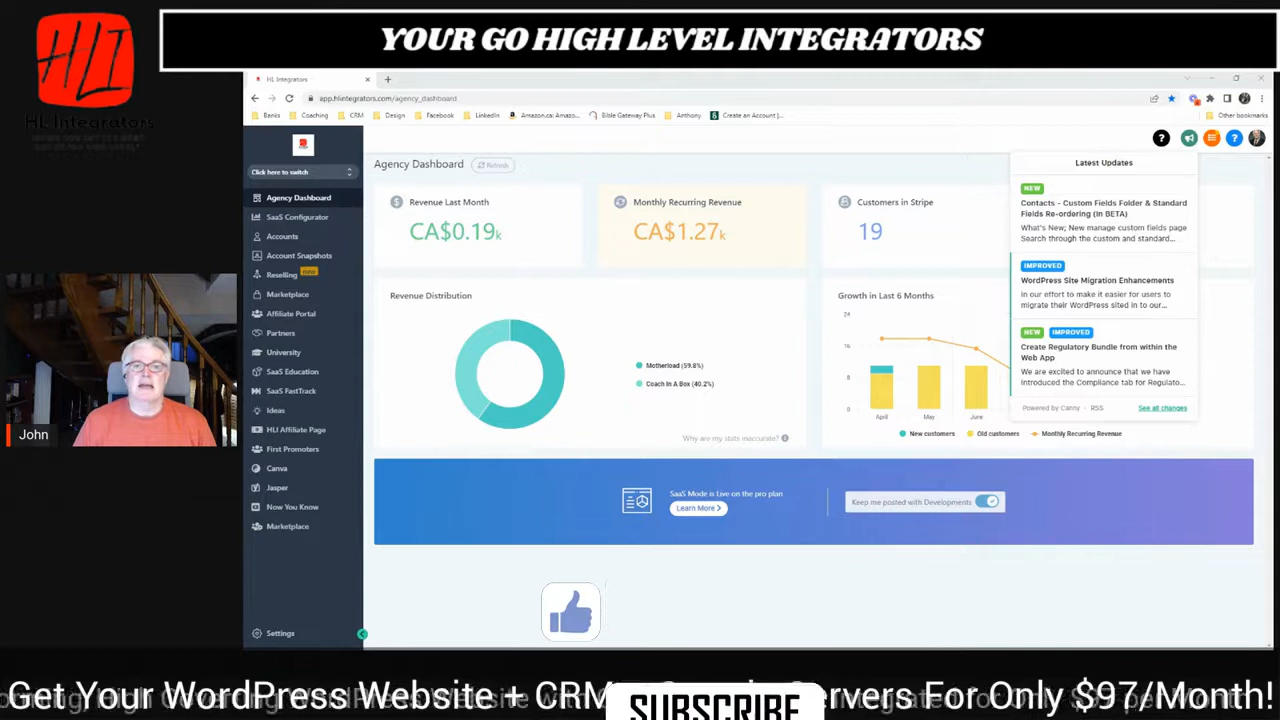 YOUR GO HIGH LEVEL INTEGRATORS
HLI
HL Integrators
HL Integrators
app.hlintegrators.com/agency_dashboard
Banks
Coaching
CRM
Design
Facebook
LinkedIn
Amazon.ca: Amazo...
Bible Gateway Plus
Anthony
Create an Account |...
Other bookmarks
Click here to switch
Agency Dashboard
SaaS Configurator
Accounts
Account Snapshots
Reselling new
Marketplace
Affiliate Portal
Partners
University
SaaS Education
SaaS FastTrack
Ideas
HLI Affiliate Page
First Promoters
Canva
Jasper
Now You Know
Marketplace
Settings
Agency Dashboard
Refresh
Revenue Last Month
CA$0.19k
Monthly Recurring Revenue
CA$1.27k
Customers in Stripe
19
Revenue Distribution
Motherload (59.8%)
Coach In A Box (40.2%)
Why are my stats inaccurate?
Growth in Last 6 Months
24
16
8
0
April
May
June
New customers
Old customers
Monthly Recurring Revenue
Latest Updates
NEW
Contacts - Custom Fields Folder & Standard
Fields Re-ordering (In BETA)
What's New; New manage custom fields page
Search through the custom and standard...
IMPROVED
WordPress Site Migration Enhancements
In our effort to make it easier for users to
migrate their WordPress sited in to our...
NEW IMPROVED
Create Regulatory Bundle from within the
Web App
We are excited to announce that we have
introduced the Compliance tab for Regulato...
Powered by Canny · RSS
See all changes
SaaS Mode is Live on the pro plan
Learn More >
Keep me posted with Developments
John
Get Your WordPress Website + CRM
Servers For Only $97/Month!
SUBSCRIBE